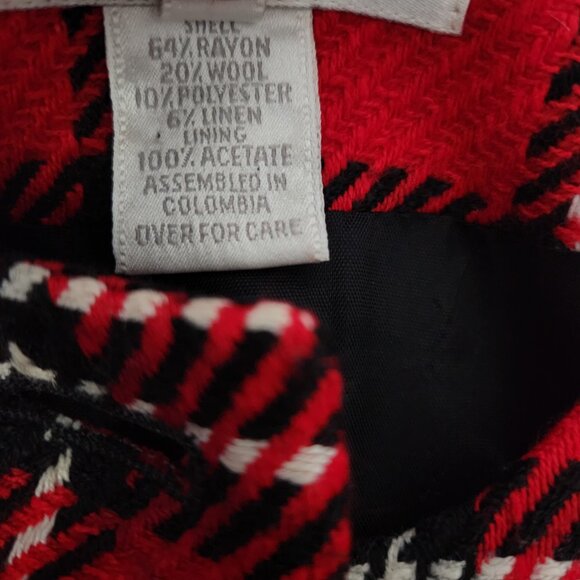 SHELL
64% RAYON
20% WOOL
10% POLYESTER
6% LINEN
LINING
100% ACETATE
ASSEMBLED IN
COLOMBIA
OVER FOR CARE